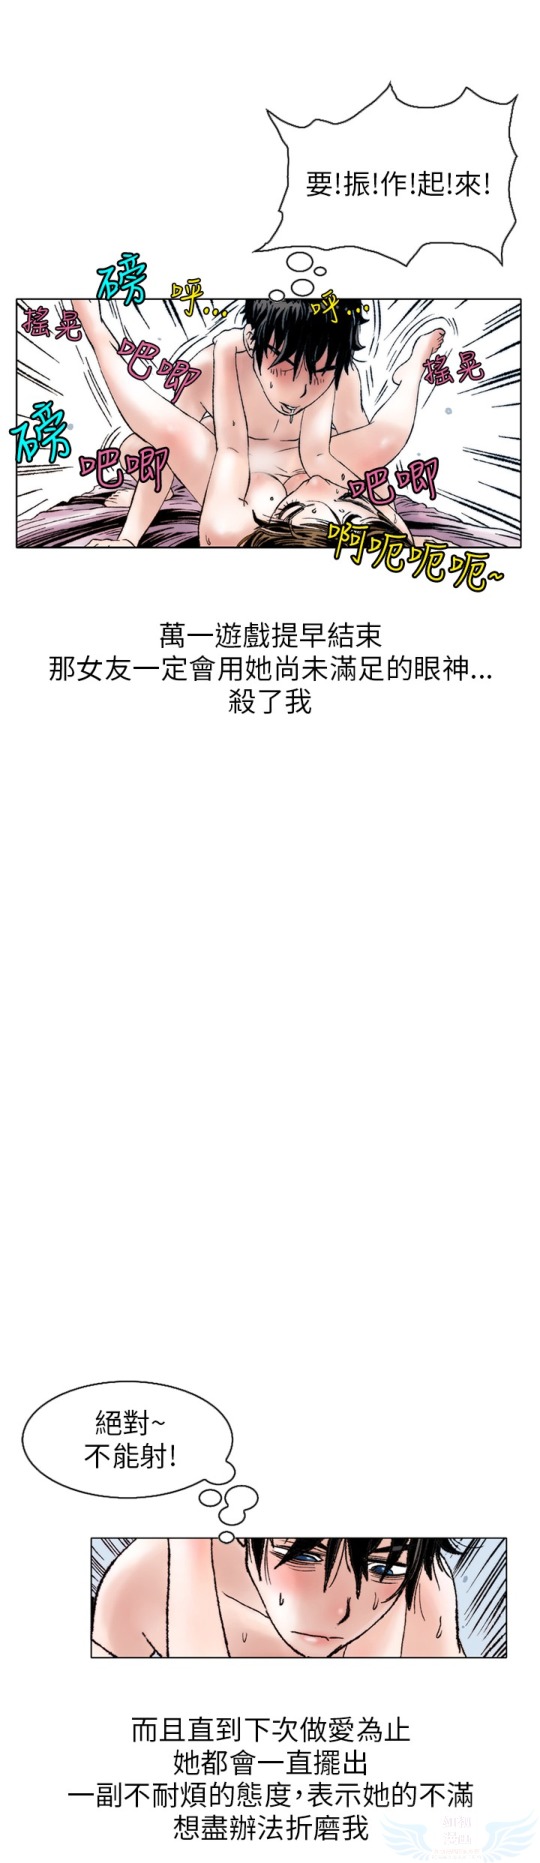 要!振!作!起!來!
磅
呼...
呼...
搖晃
吧唧
搖晃
磅
吧唧
吧唧
啊呃呃呃~
萬一遊戲提早結束
那女友一定會用她尚未滿足的眼神...
殺了我
絕對~
不能射!
而且直到下次做愛為止
她都會一直擺出
一副不耐煩的態度,表示她的不滿
想盡辦法折磨我